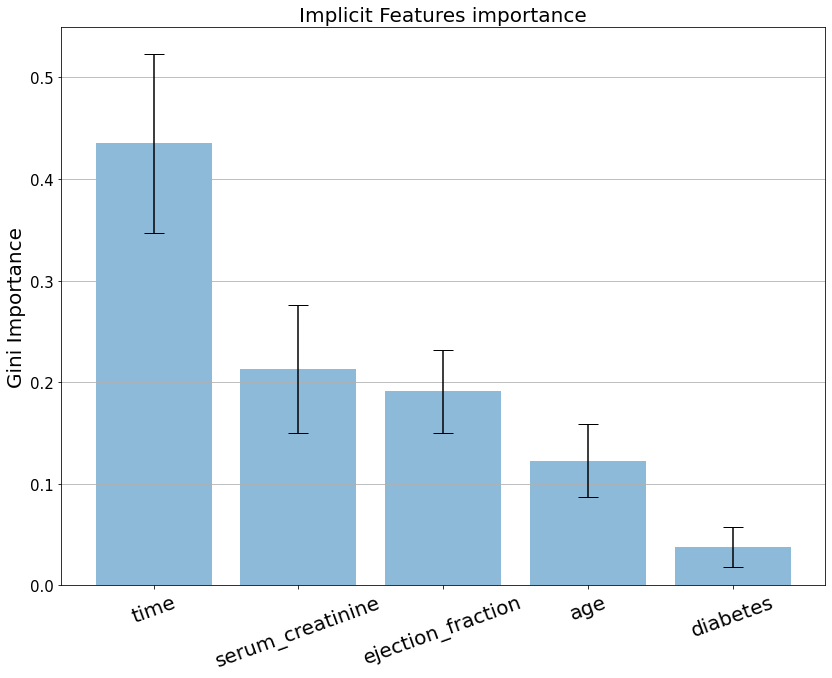 Implicit Features importance
Gini Importance
0.5
0.4
0.3
0.2
0.1
0.0
time
serum_creatinine
ejection_fraction
age
diabetes